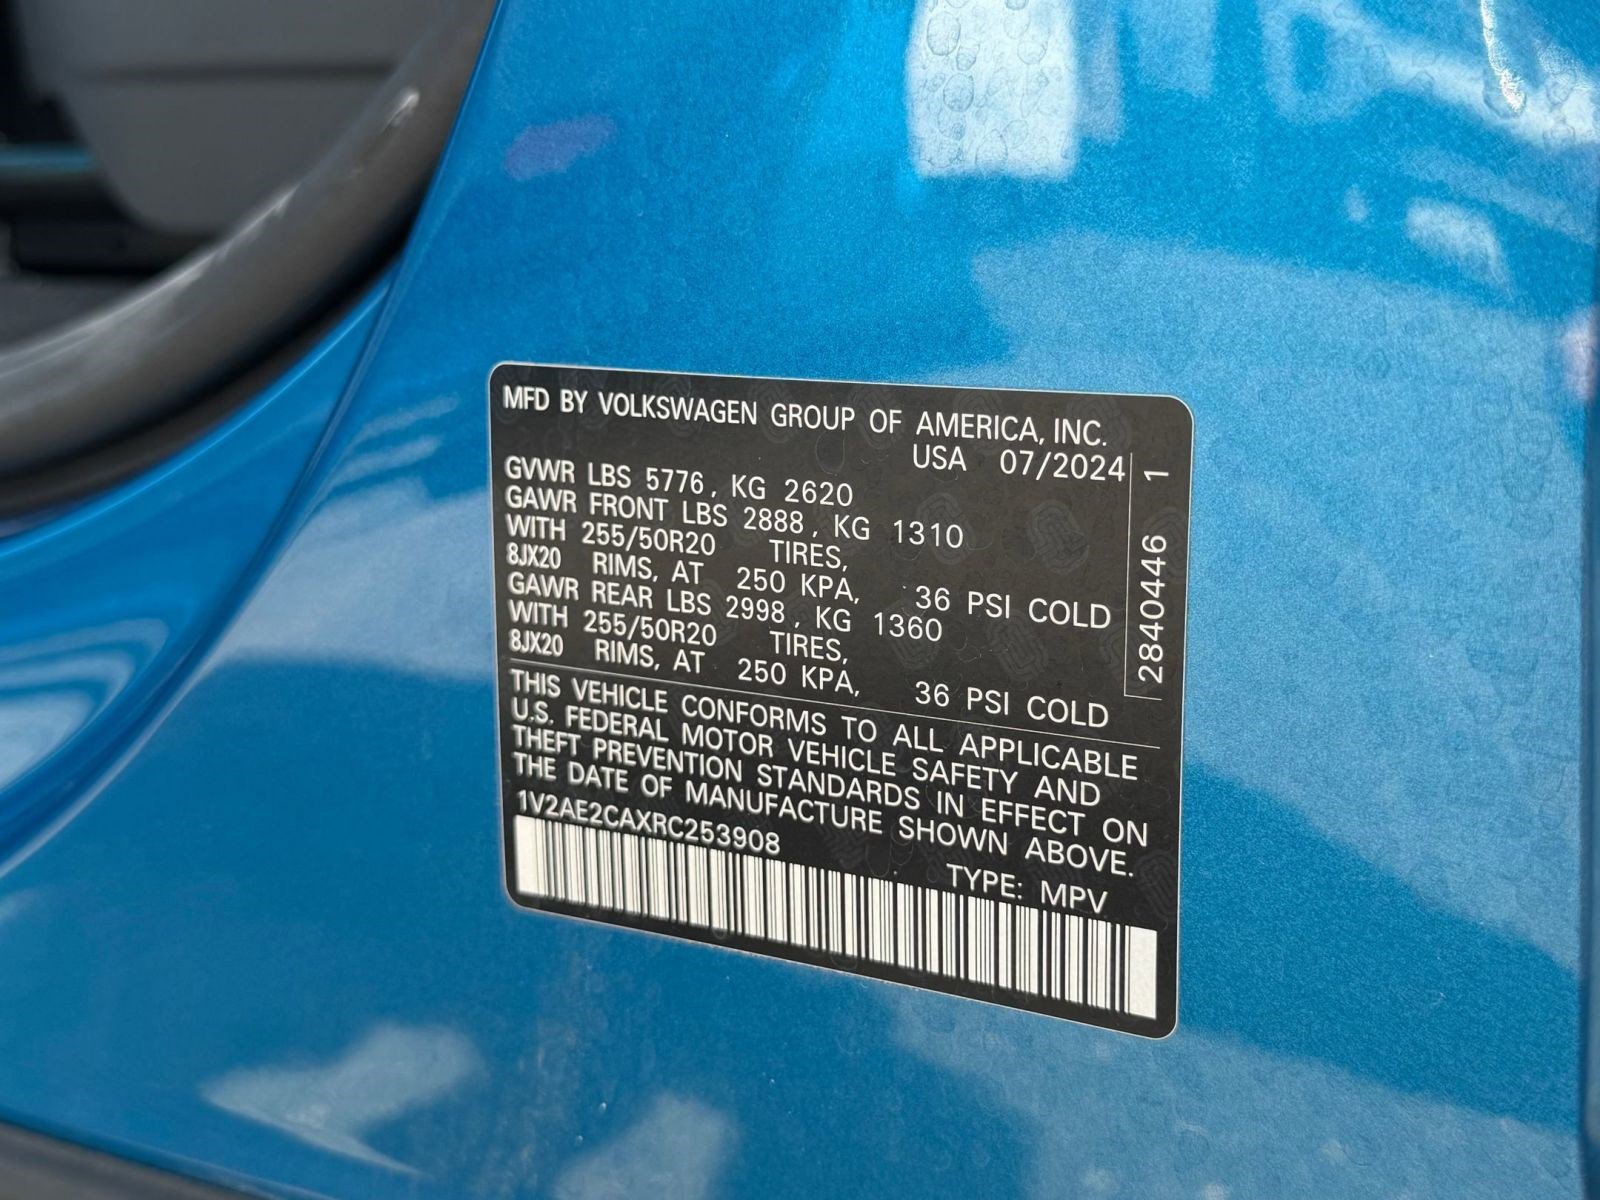 MFD BY VOLKSWAGEN GROUP OF AMERICA, INC.
USA 07/2024
GVWR LBS 5776, KG 2620
GAWR FRONT LBS 2888, KG 1310
WITH 255/50R20 TIRES,
8JX20 RIMS, AT 250 KPA, 36 PSI COLD
GAWR REAR LBS 2998, KG 1360
WITH 255/50R20 TIRES,
8JX20 RIMS, AT 250 KPA, 36 PSI COLD
THIS VEHICLE CONFORMS TO ALL APPLICABLE
U.S. FEDERAL MOTOR VEHICLE SAFETY AND
THEFT PREVENTION STANDARDS IN EFFECT ON
THE DATE OF MANUFACTURE SHOWN ABOVE.
1V2AE2CAXRC253908
TYPE: MPV
2840446 1